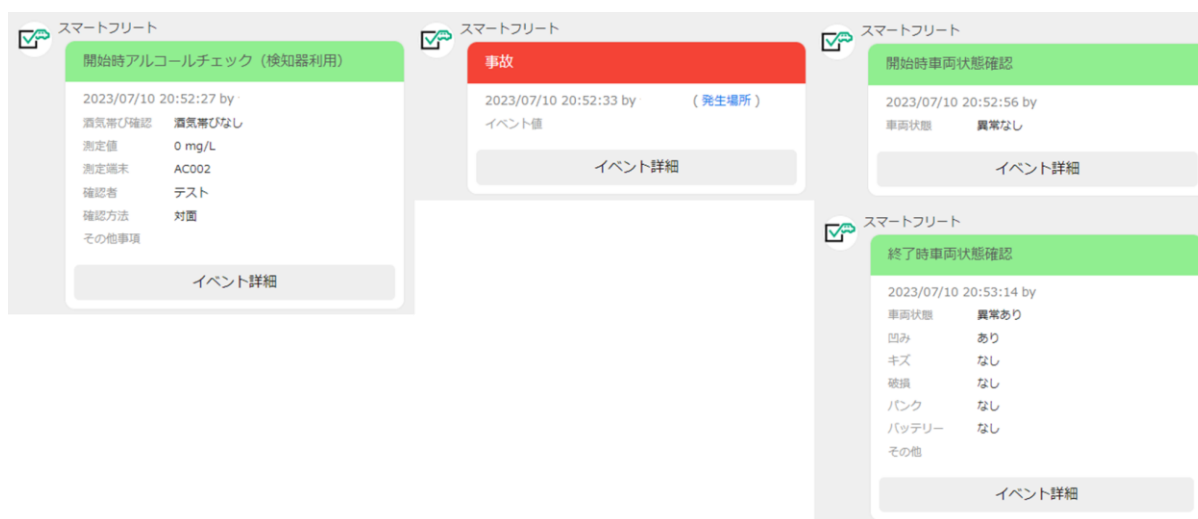 スマートフリート
開始時アルコールチェック（検知器利用）
2023/07/10 20:52:27 by
酒気帯び確認 酒気帯びなし
測定値 0 mg/L
測定端末 AC002
確認者 テスト
確認方法 対面
その他事項
イベント詳細
スマートフリート
事故
2023/07/10 20:52:33 by （発生場所）
イベント値
イベント詳細
スマートフリート
開始時車両状態確認
2023/07/10 20:52:56 by
車両状態 異常なし
イベント詳細
スマートフリート
終了時車両状態確認
2023/07/10 20:53:14 by
車両状態 異常あり
凹み あり
キズ なし
破損 なし
パンク なし
バッテリー なし
その他
イベント詳細